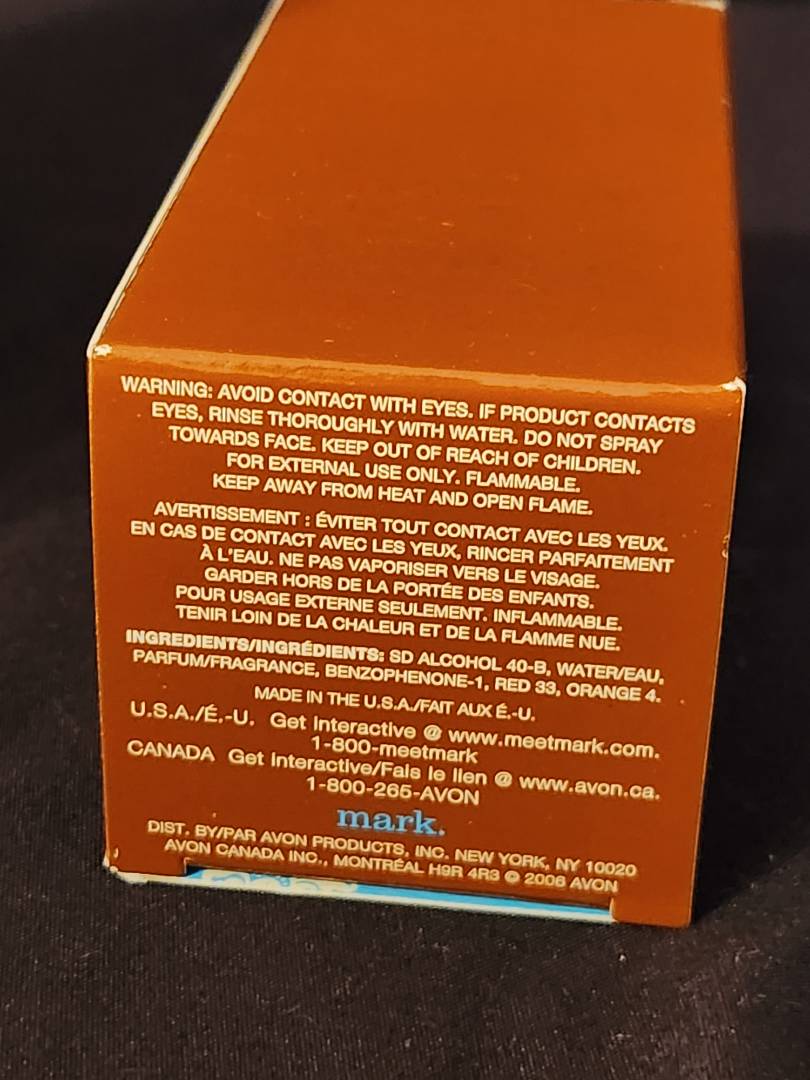 WARNING: AVOID CONTACT WITH EYES. IF PRODUCT CONTACTS
EYES, RINSE THOROUGHLY WITH WATER. DO NOT SPRAY
TOWARDS FACE. KEEP OUT OF REACH OF CHILDREN.
FOR EXTERNAL USE ONLY. FLAMMABLE.
KEEP AWAY FROM HEAT AND OPEN FLAME.
AVERTISSEMENT : ÉVITER TOUT CONTACT AVEC LES YEUX.
EN CAS DE CONTACT AVEC LES YEUX, RINCER PARFAITEMENT
À L'EAU. NE PAS VAPORISER VERS LE VISAGE.
GARDER HORS DE LA PORTÉE DES ENFANTS.
POUR USAGE EXTERNE SEULEMENT. INFLAMMABLE.
TENIR LOIN DE LA CHALEUR ET DE LA FLAMME NUE.
INGREDIENTS/INGRÉDIENTS: SD ALCOHOL 40-B, WATER/EAU,
PARFUM/FRAGRANCE, BENZOPHENONE-1, RED 33, ORANGE 4.
MADE IN THE U.S.A./FAIT AUX É.-U.
U.S.A./É.-U. Get interactive @ www.meetmark.com.
1-800-meetmark
CANADA Get interactive/Fais le lien @ www.avon.ca.
1-800-265-AVON
mark.
DIST. BY/PAR AVON PRODUCTS, INC. NEW YORK, NY 10020
AVON CANADA INC., MONTRÉAL H9R 4R3 © 2006 AVON